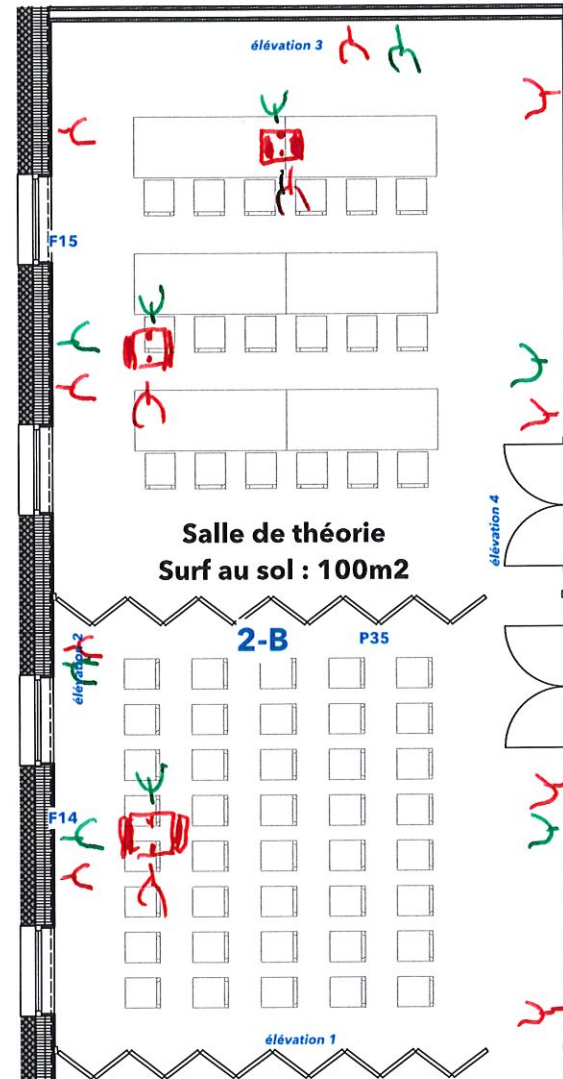 élévation 3
F15
élévation 4
Salle de théorie
Surf au sol : 100m2
2-B
P35
élévation 2
F14
élévation 1